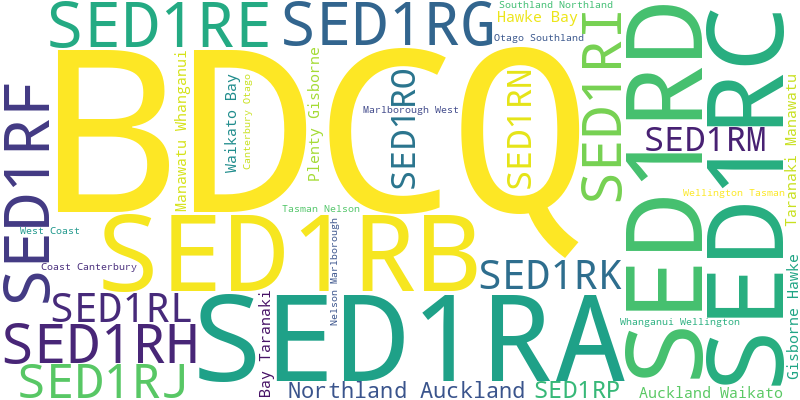 SED1RE
SED1RG
Southland Northland
Hawke Bay
Otago Southland
SED1RI
SED1RD
SED1RC
BDCQ
SED1RF
Manawatu Whanganui
Waikato Bay
Canterbury Otago
Plenty Gisborne
Marlborough West
SED1RO
SED1RN
SED1RM
Taranaki Manawatu
Wellington Tasman
Tasman Nelson
SED1RB
West Coast
Coast Canterbury
Nelson Marlborough
SED1RK
SED1RL
SED1RA
Whanganui Wellington
Gisborne Hawke
SED1RH
Bay Taranaki
SED1RJ
Northland Auckland
SED1RP
Auckland Waikato